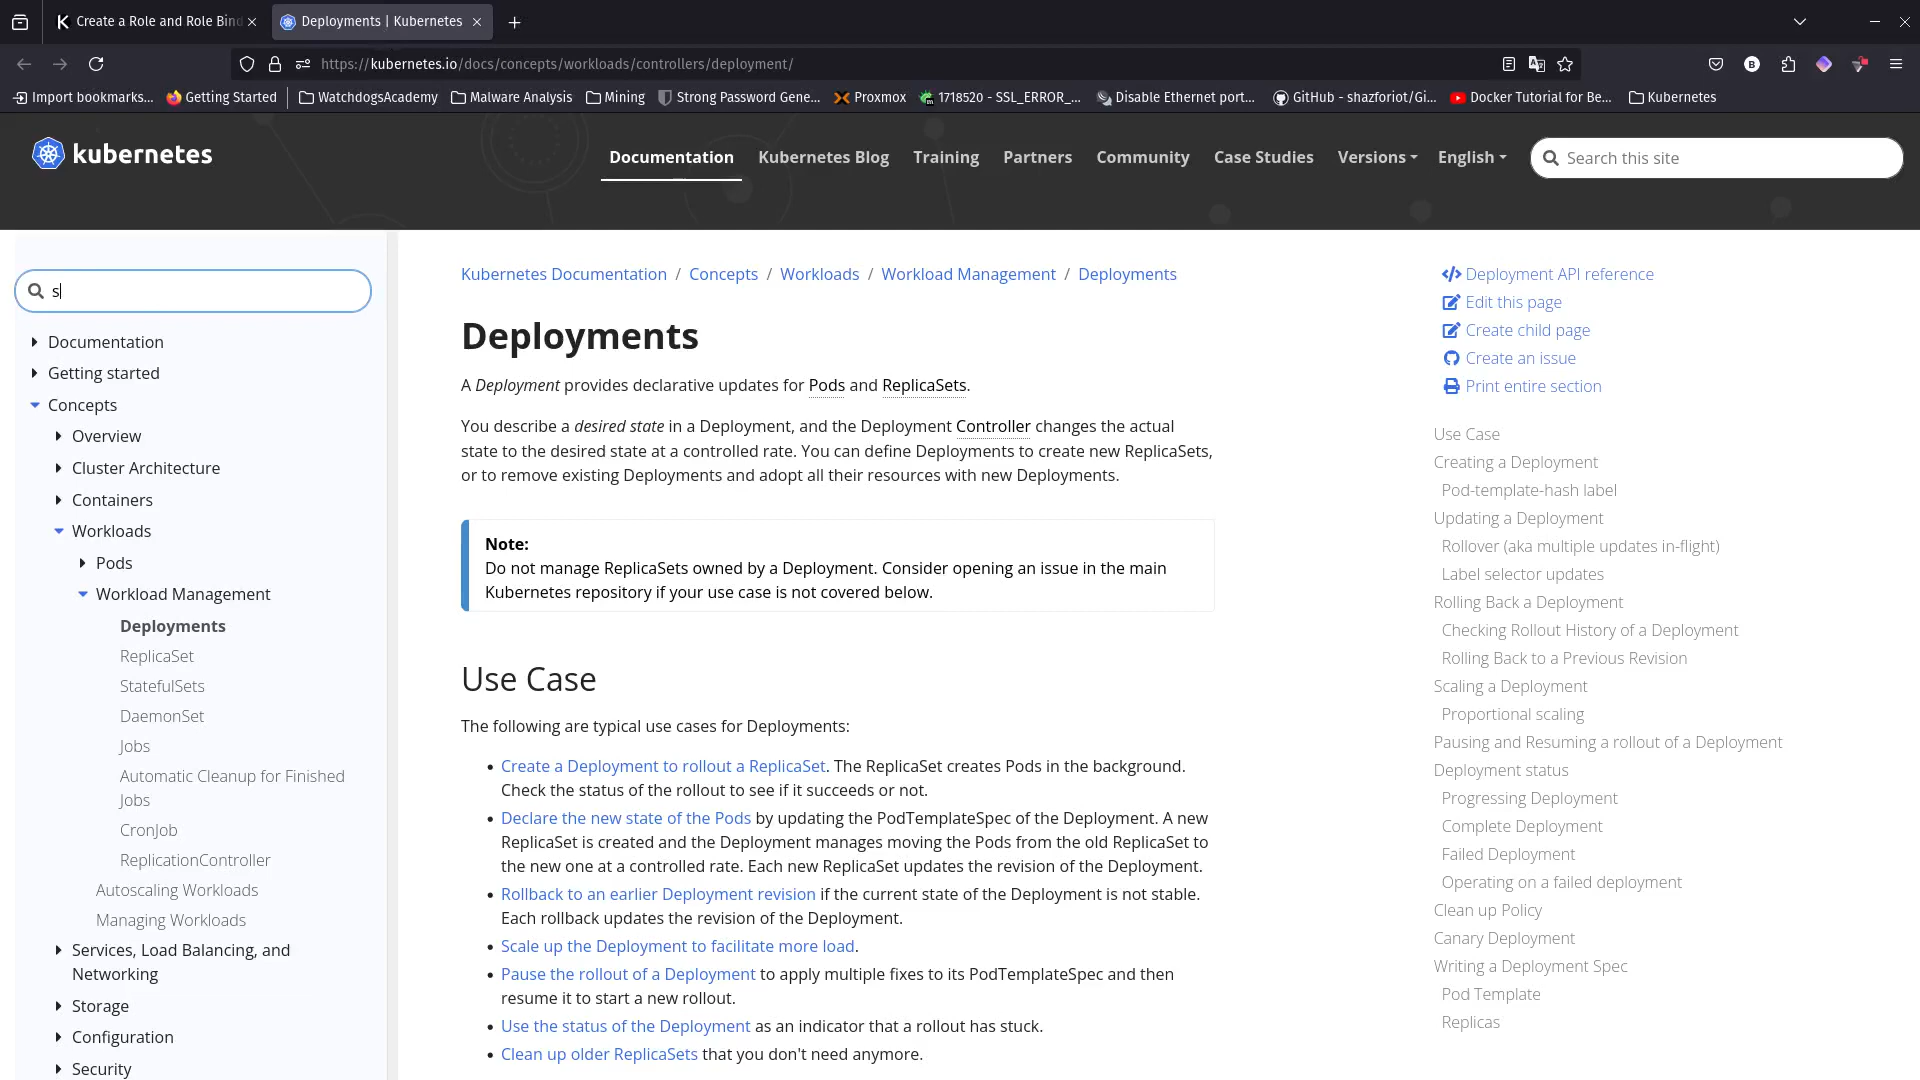 Create a Role and Role Bind
Deployments | Kubernetes
https://kubernetes.io/docs/concepts/workloads/controllers/deployment/
Import bookmarks...
Getting Started
WatchdogsAcademy
Malware Analysis
Mining
Strong Password Gene...
Proxmox
1718520 - SSL_ERROR_...
Disable Ethernet port...
GitHub - shazforiot/Gi...
Docker Tutorial for Be...
Kubernetes
kubernetes
Documentation
Kubernetes Blog
Training
Partners
Community
Case Studies
Versions
English
Search this site
s
Documentation
Getting started
Concepts
Overview
Cluster Architecture
Containers
Workloads
Pods
Workload Management
Deployments
ReplicaSet
StatefulSets
DaemonSet
Jobs
Automatic Cleanup for Finished
Jobs
CronJob
ReplicationController
Autoscaling Workloads
Managing Workloads
Services, Load Balancing, and
Networking
Storage
Configuration
Security
Kubernetes Documentation / Concepts / Workloads / Workload Management / Deployments
Deployments
A Deployment provides declarative updates for Pods and ReplicaSets.
You describe a desired state in a Deployment, and the Deployment Controller changes the actual
state to the desired state at a controlled rate. You can define Deployments to create new ReplicaSets,
or to remove existing Deployments and adopt all their resources with new Deployments.
Note:
Do not manage ReplicaSets owned by a Deployment. Consider opening an issue in the main
Kubernetes repository if your use case is not covered below.
Use Case
The following are typical use cases for Deployments:
• Create a Deployment to rollout a ReplicaSet. The ReplicaSet creates Pods in the background.
Check the status of the rollout to see if it succeeds or not.
• Declare the new state of the Pods by updating the PodTemplateSpec of the Deployment. A new
ReplicaSet is created and the Deployment manages moving the Pods from the old ReplicaSet to
the new one at a controlled rate. Each new ReplicaSet updates the revision of the Deployment.
• Rollback to an earlier Deployment revision if the current state of the Deployment is not stable.
Each rollback updates the revision of the Deployment.
• Scale up the Deployment to facilitate more load.
• Pause the rollout of a Deployment to apply multiple fixes to its PodTemplateSpec and then
resume it to start a new rollout.
• Use the status of the Deployment as an indicator that a rollout has stuck.
• Clean up older ReplicaSets that you don't need anymore.
Deployment API reference
Edit this page
Create child page
Create an issue
Print entire section
Use Case
Creating a Deployment
Pod-template-hash label
Updating a Deployment
Rollover (aka multiple updates in-flight)
Label selector updates
Rolling Back a Deployment
Checking Rollout History of a Deployment
Rolling Back to a Previous Revision
Scaling a Deployment
Proportional scaling
Pausing and Resuming a rollout of a Deployment
Deployment status
Progressing Deployment
Complete Deployment
Failed Deployment
Operating on a failed deployment
Clean up Policy
Canary Deployment
Writing a Deployment Spec
Pod Template
Replicas